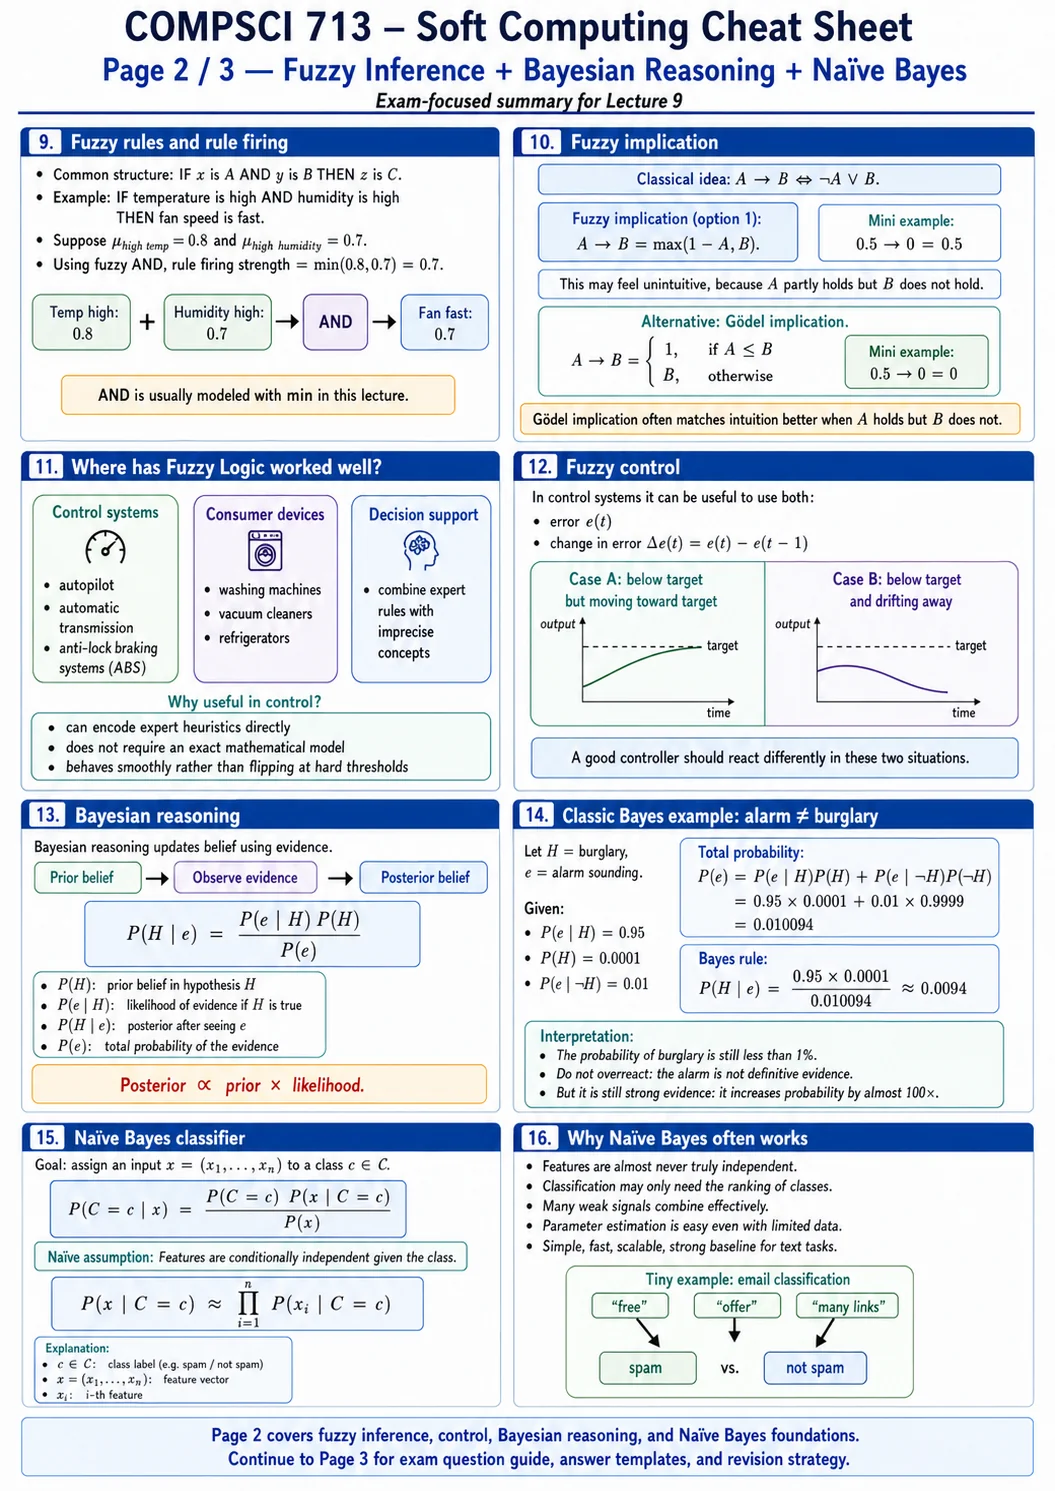 COMPSCI 713 – Soft Computing Cheat Sheet
Page 2 / 3 — Fuzzy Inference + Bayesian Reasoning + Naïve Bayes
Exam-focused summary for Lecture 9
9. Fuzzy rules and rule firing
• Common structure: IF x is A AND y is B THEN z is C.
• Example: IF temperature is high AND humidity is high
THEN fan speed is fast.
• Suppose μ_{high temp} = 0.8 and μ_{high humidity} = 0.7.
• Using fuzzy AND, rule firing strength = min(0.8, 0.7) = 0.7.
Temp high:
0.8
+
Humidity high:
0.7
→
AND
→
Fan fast:
0.7
AND is usually modeled with min in this lecture.
10. Fuzzy implication
Classical idea: A → B ⇔ ¬A ∨ B.
Fuzzy implication (option 1):
A → B = max(1 − A, B).
Mini example:
0.5 → 0 = 0.5
This may feel unintuitive, because A partly holds but B does not hold.
Alternative: Gödel implication.
A → B = { 1, if A ≤ B
B, otherwise
Mini example:
0.5 → 0 = 0
Gödel implication often matches intuition better when A holds but B does not.
11. Where has Fuzzy Logic worked well?
Control systems
• autopilot
• automatic
transmission
• anti-lock braking
systems (ABS)
Consumer devices
• washing machines
• vacuum cleaners
• refrigerators
Decision support
• combine expert
rules with
imprecise
concepts
Why useful in control?
• can encode expert heuristics directly
• does not require an exact mathematical model
• behaves smoothly rather than flipping at hard thresholds
12. Fuzzy control
In control systems it can be useful to use both:
• error e(t)
• change in error Δe(t) = e(t) − e(t − 1)
Case A: below target
but moving toward target
output
target
time
Case B: below target
and drifting away
output
target
time
A good controller should react differently in these two situations.
13. Bayesian reasoning
Bayesian reasoning updates belief using evidence.
Prior belief → Observe evidence → Posterior belief
P(H | e) = P(e | H) P(H) / P(e)
• P(H): prior belief in hypothesis H
• P(e | H): likelihood of evidence if H is true
• P(H | e): posterior after seeing e
• P(e): total probability of the evidence
Posterior ∝ prior × likelihood.
14. Classic Bayes example: alarm ≠ burglary
Let H = burglary,
e = alarm sounding.
Given:
• P(e | H) = 0.95
• P(H) = 0.0001
• P(e | ¬H) = 0.01
Total probability:
P(e) = P(e | H)P(H) + P(e | ¬H)P(¬H)
= 0.95 × 0.0001 + 0.01 × 0.9999
= 0.010094
Bayes rule:
P(H | e) = 0.95 × 0.0001 / 0.010094 ≈ 0.0094
Interpretation:
• The probability of burglary is still less than 1%.
• Do not overreact: the alarm is not definitive evidence.
• But it is still strong evidence: it increases probability by almost 100×.
15. Naïve Bayes classifier
Goal: assign an input x = (x₁, . . . , xₙ) to a class c ∈ C.
P(C = c | x) = P(C = c) P(x | C = c) / P(x)
Naïve assumption: Features are conditionally independent given the class.
P(x | C = c) ≈ ∏_{i=1}^{n} P(xᵢ | C = c)
Explanation:
• c ∈ C: class label (e.g. spam / not spam)
• x = (x₁, . . . , xₙ): feature vector
• xᵢ: i-th feature
16. Why Naïve Bayes often works
• Features are almost never truly independent.
• Classification may only need the ranking of classes.
• Many weak signals combine effectively.
• Parameter estimation is easy even with limited data.
• Simple, fast, scalable, strong baseline for text tasks.
Tiny example: email classification
“free” “offer” “many links”
spam vs. not spam
Page 2 covers fuzzy inference, control, Bayesian reasoning, and Naïve Bayes foundations.
Continue to Page 3 for exam question guide, answer templates, and revision strategy.